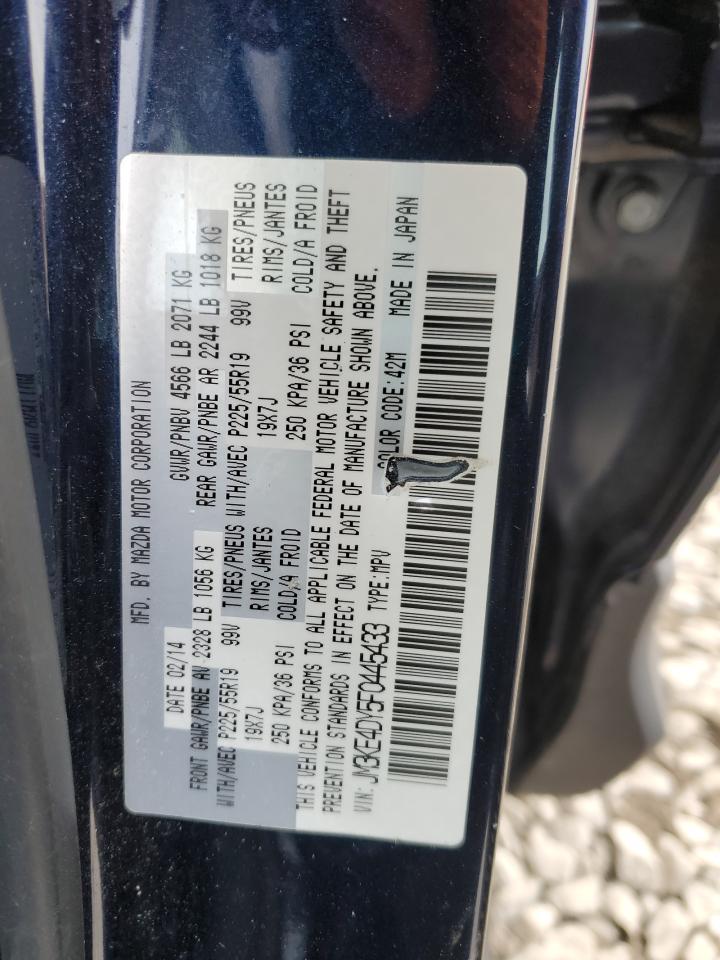 MFD. BY MAZDA MOTOR CORPORATION
DATE 02/14 GVWR/PNBV 4566 LB 2071 KG
FRONT GAWR/PNBE AV 2328 LB 1056 KG REAR GAWR/PNBE AR 2244 LB 1018 KG
WITH/AVEC P225/55R19 99V TIRES/PNEUS WITH/AVEC P225/55R19 99V TIRES/PNEUS
19X7J RIMS/JANTES 19X7J RIMS/JANTES
250 KPA/36 PSI COLD/A FROID 250 KPA/36 PSI COLD/A FROID
THIS VEHICLE CONFORMS TO ALL APPLICABLE FEDERAL MOTOR VEHICLE SAFETY AND THEFT
PREVENTION STANDARDS IN EFFECT ON THE DATE OF MANUFACTURE SHOWN ABOVE.
VIN: JM3KE4DY5F0445433 TYPE:MPV COLOR CODE:42M MADE IN JAPAN